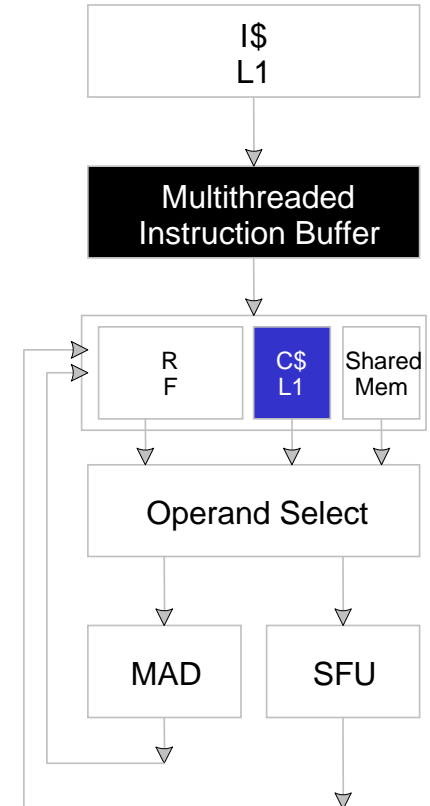 I$
L1
Multithreaded
Instruction Buffer
R
F
C$
L1
Shared
Mem
Operand Select
MAD
SFU